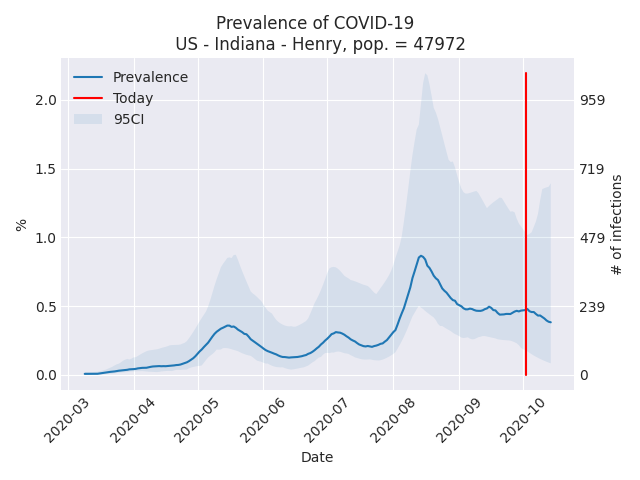 Prevalence of COVID-19
US - Indiana - Henry, pop. = 47972
Prevalence
Today
95CI
2.0
1.5
1.0
0.5
0.0
%
959
719
479
239
0
# of infections
2020-03
2020-04
2020-05
2020-06
2020-07
2020-08
2020-09
2020-10
Date